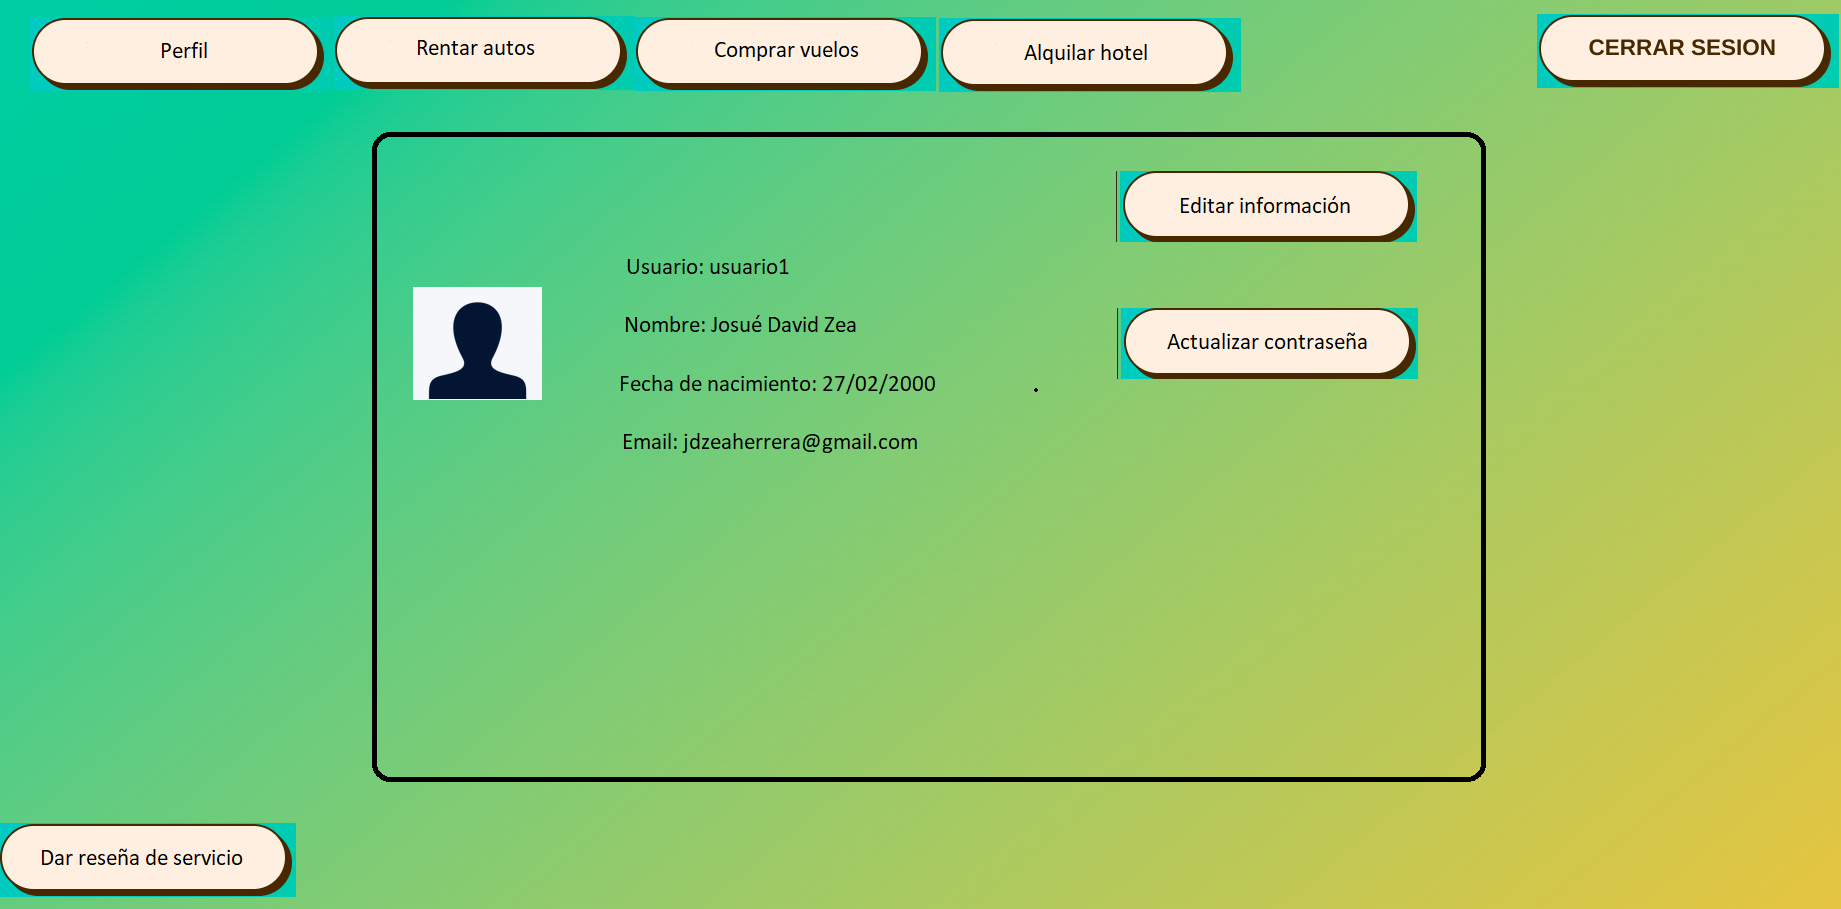 Perfil
Rentar autos
Comprar vuelos
Alquilar hotel
CERRAR SESION
Editar información
Usuario: usuario1
Nombre: Josué David Zea
Actualizar contraseña
Fecha de nacimiento: 27/02/2000
Email: jdzeaherrera@gmail.com
Dar reseña de servicio